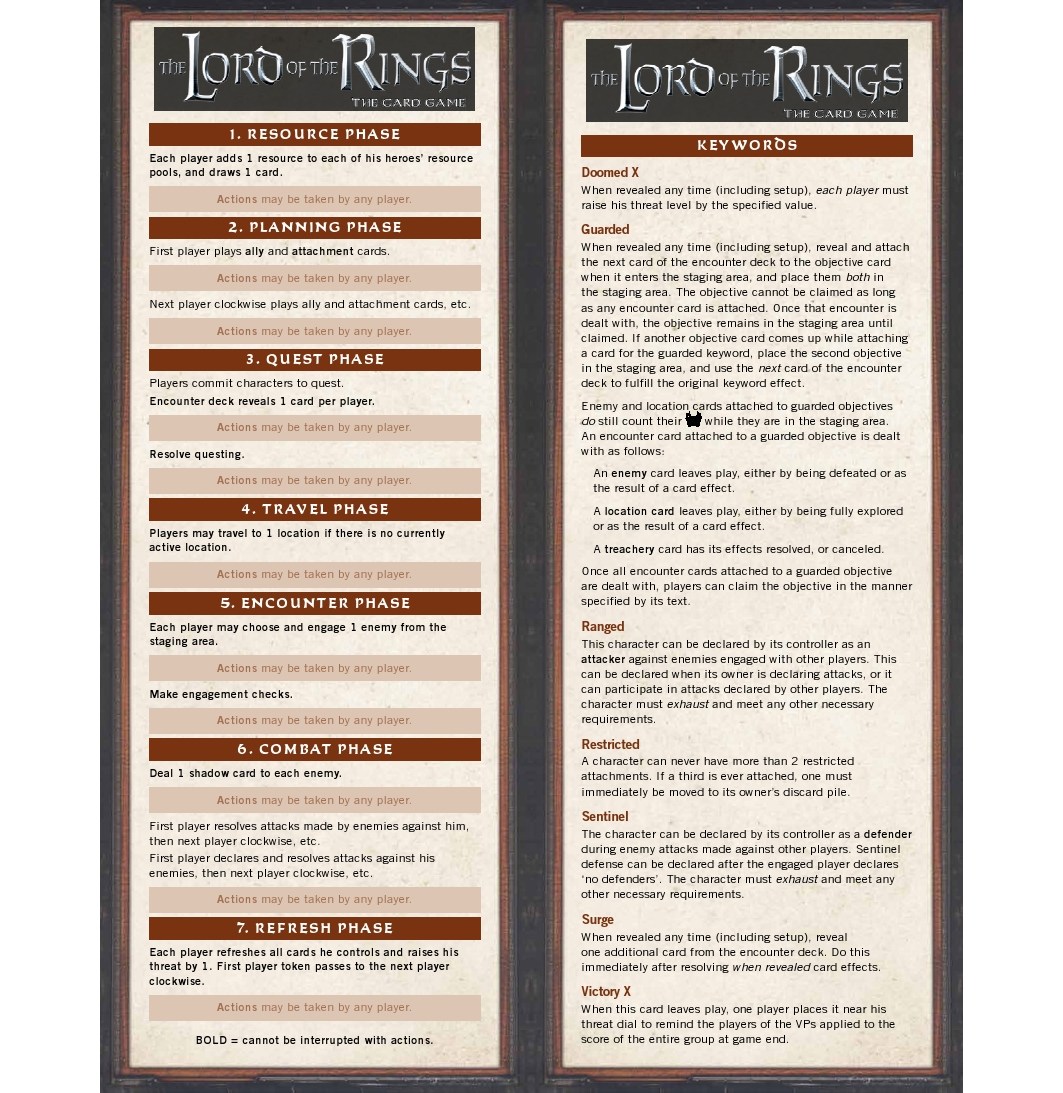 THE LORD OF THE RINGS
THE CARD GAME
1. RESOURCE PHASE
Each player adds 1 resource to each of his heroes' resource
pools, and draws 1 card.
Actions may be taken by any player.
2. PLANNING PHASE
First player plays ally and attachment cards.
Actions may be taken by any player.
Next player clockwise plays ally and attachment cards, etc.
Actions may be taken by any player.
3. QUEST PHASE
Players commit characters to quest.
Encounter deck reveals 1 card per player.
Actions may be taken by any player.
Resolve questing.
Actions may be taken by any player.
4. TRAVEL PHASE
Players may travel to 1 location if there is no currently
active location.
Actions may be taken by any player.
5. ENCOUNTER PHASE
Each player may choose and engage 1 enemy from the
staging area.
Actions may be taken by any player.
Make engagement checks.
Actions may be taken by any player.
6. COMBAT PHASE
Deal 1 shadow card to each enemy.
Actions may be taken by any player.
First player resolves attacks made by enemies against him,
then next player clockwise, etc.
First player declares and resolves attacks against his
enemies, then next player clockwise, etc.
Actions may be taken by any player.
7. REFRESH PHASE
Each player refreshes all cards he controls and raises his
threat by 1. First player token passes to the next player
clockwise.
Actions may be taken by any player.
BOLD = cannot be interrupted with actions.
THE LORD OF THE RINGS
THE CARD GAME
KEYWORDS
Doomed X
When revealed any time (including setup), each player must
raise his threat level by the specified value.
Guarded
When revealed any time (including setup), reveal and attach
the next card of the encounter deck to the objective card
when it enters the staging area, and place them both in
the staging area. The objective cannot be claimed as long
as any encounter card is attached. Once that encounter is
dealt with, the objective remains in the staging area until
claimed. If another objective card comes up while attaching
a card for the guarded keyword, place the second objective
in the staging area, and use the next card of the encounter
deck to fulfill the original keyword effect.
Enemy and location cards attached to guarded objectives
do still count their while they are in the staging area.
An encounter card attached to a guarded objective is dealt
with as follows:
An enemy card leaves play, either by being defeated or as
the result of a card effect.
A location card leaves play, either by being fully explored
or as the result of a card effect.
A treachery card has its effects resolved, or canceled.
Once all encounter cards attached to a guarded objective
are dealt with, players can claim the objective in the manner
specified by its text.
Ranged
This character can be declared by its controller as an
attacker against enemies engaged with other players. This
can be declared when its owner is declaring attacks, or it
can participate in attacks declared by other players. The
character must exhaust and meet any other necessary
requirements.
Restricted
A character can never have more than 2 restricted
attachments. If a third is ever attached, one must
immediately be moved to its owner's discard pile.
Sentinel
The character can be declared by its controller as a defender
during enemy attacks made against other players. Sentinel
defense can be declared after the engaged player declares
'no defenders'. The character must exhaust and meet any
other necessary requirements.
Surge
When revealed any time (including setup), reveal
one additional card from the encounter deck. Do this
immediately after resolving when revealed card effects.
Victory X
When this card leaves play, one player places it near his
threat dial to remind the players of the VPs applied to the
score of the entire group at game end.